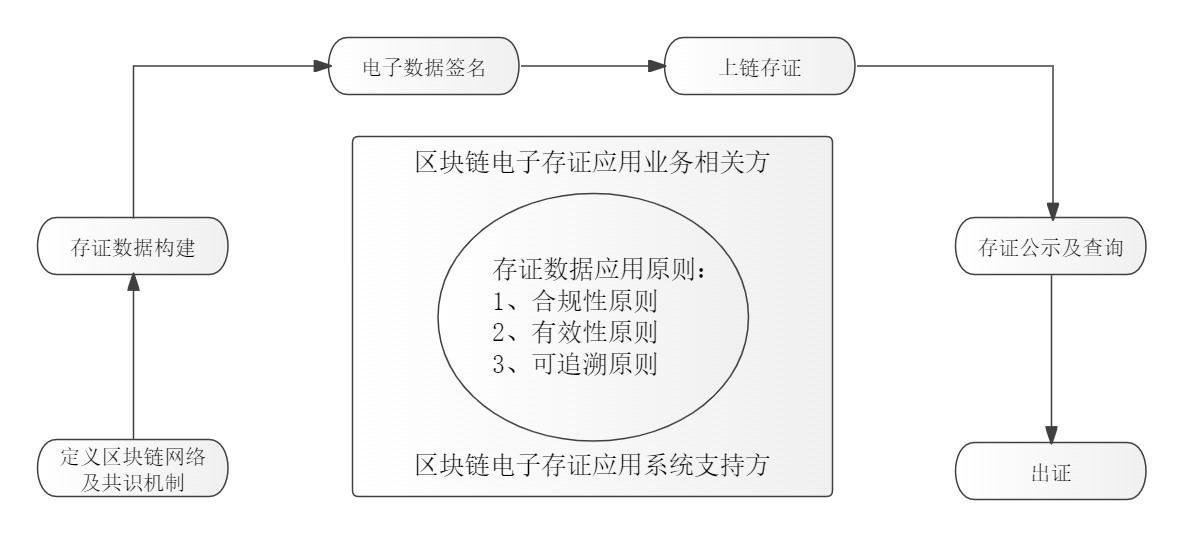 电子数据签名
上链存证
区块链电子存证应用业务相关方
存证数据构建
存证数据应用原则：
1、合规性原则
2、有效性原则
3、可追溯原则
存证公示及查询
定义区块链网络
及共识机制
区块链电子存证应用系统支持方
出证